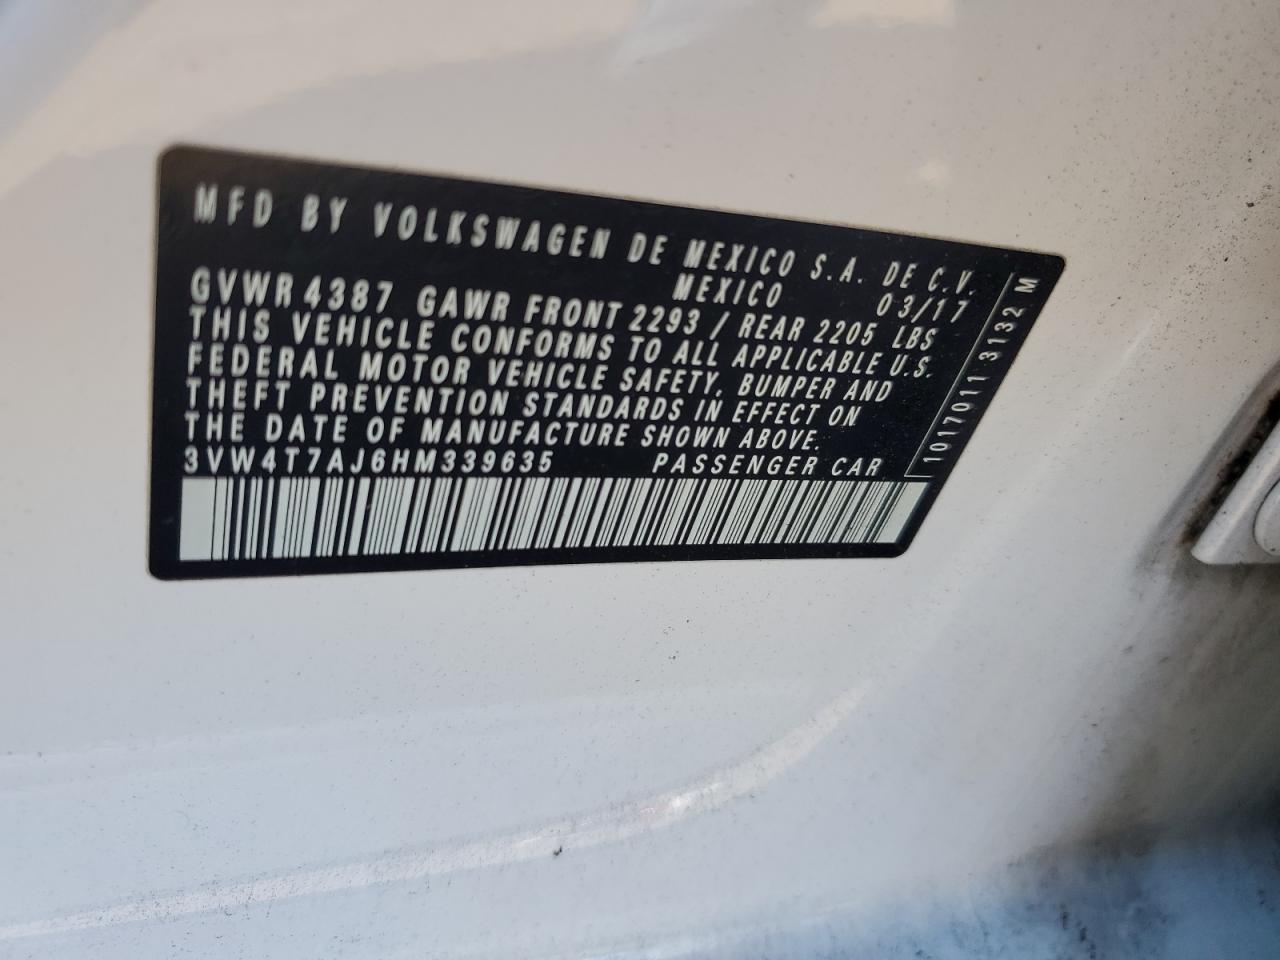 MFD BY VOLKSWAGEN DE MEXICO S.A. DE C.V.
MEXICO 03/17
GVWR 4387 GAWR FRONT 2293 / REAR 2205 LBS
THIS VEHICLE CONFORMS TO ALL APPLICABLE U.S.
FEDERAL MOTOR VEHICLE SAFETY, BUMPER AND
THEFT PREVENTION STANDARDS IN EFFECT ON
THE DATE OF MANUFACTURE SHOWN ABOVE.
3VW4T7AJ6HM339635 PASSENGER CAR
1017011 3132 M